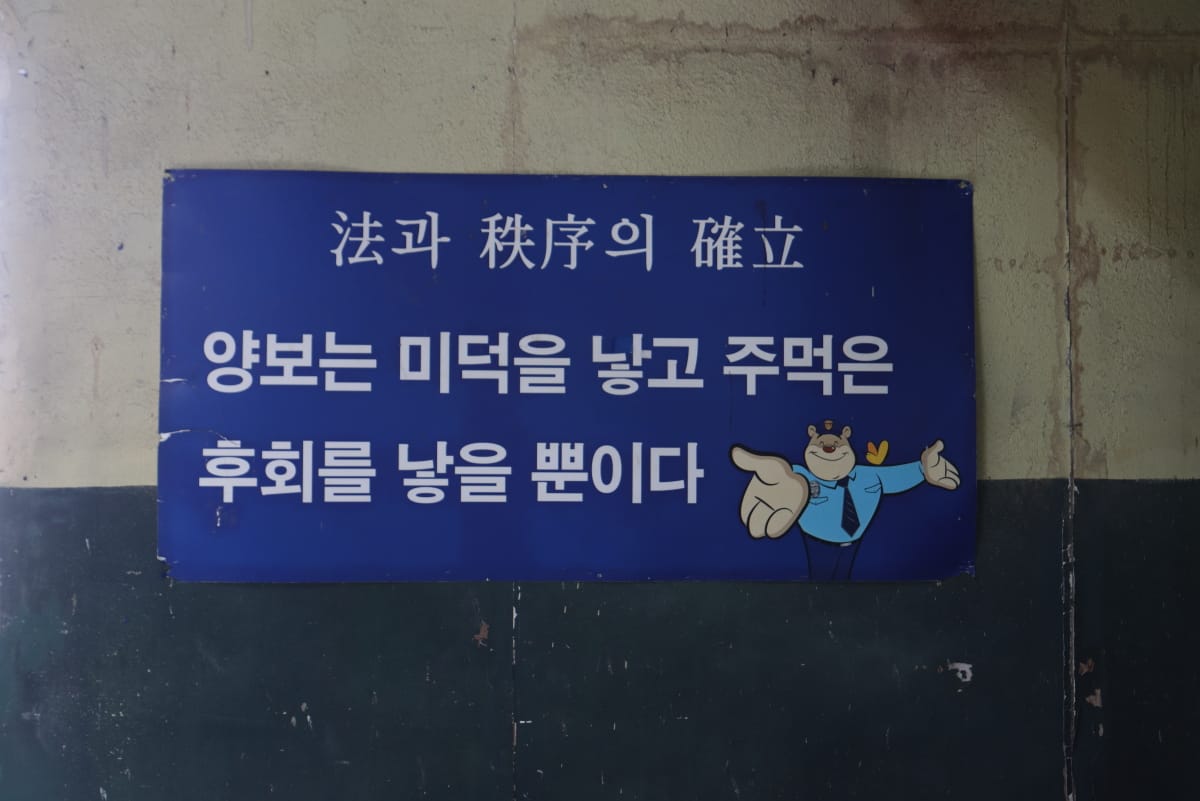 法과 秩序의 確立
양보는 미덕을 낳고 주먹은
후회를 낳을 뿐이다